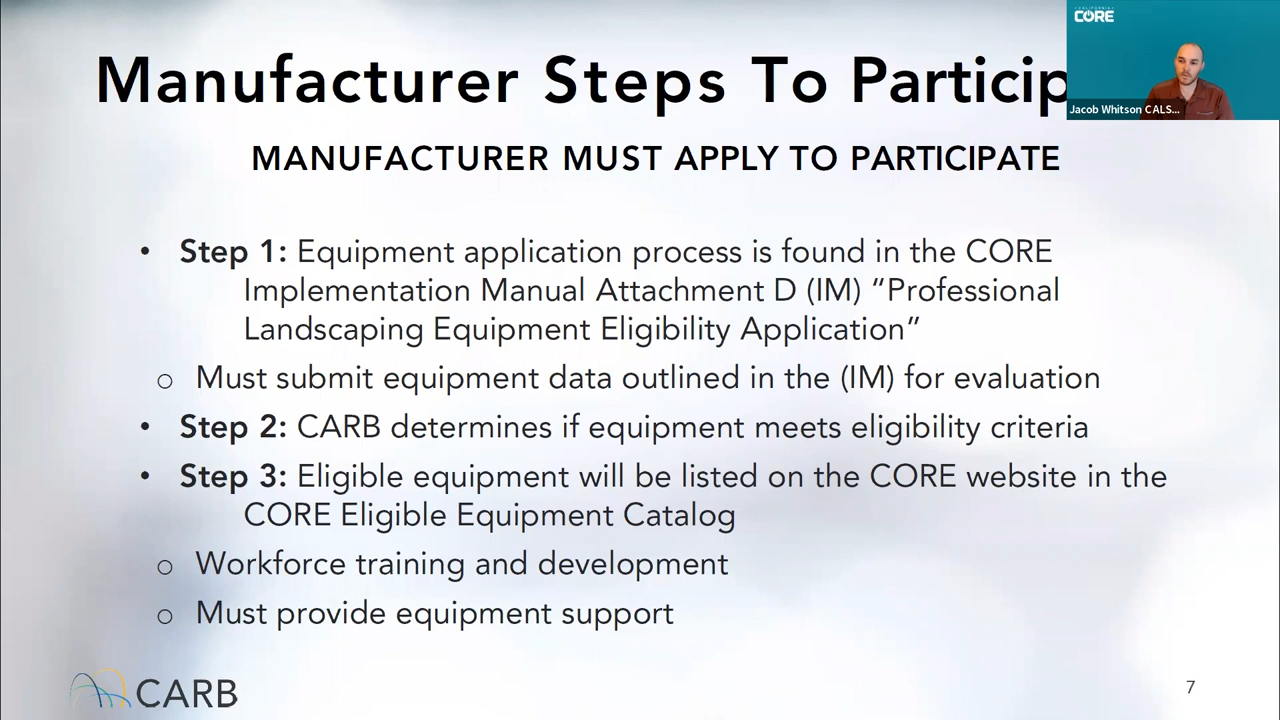 Manufacturer Steps To Particip
CALIFORNIA
CORE
Jacob Whitson CALS...
MANUFACTURER MUST APPLY TO PARTICIPATE
• Step 1: Equipment application process is found in the CORE
Implementation Manual Attachment D (IM) “Professional
Landscaping Equipment Eligibility Application”
o Must submit equipment data outlined in the (IM) for evaluation
• Step 2: CARB determines if equipment meets eligibility criteria
• Step 3: Eligible equipment will be listed on the CORE website in the
CORE Eligible Equipment Catalog
o Workforce training and development
o Must provide equipment support
CARB
7